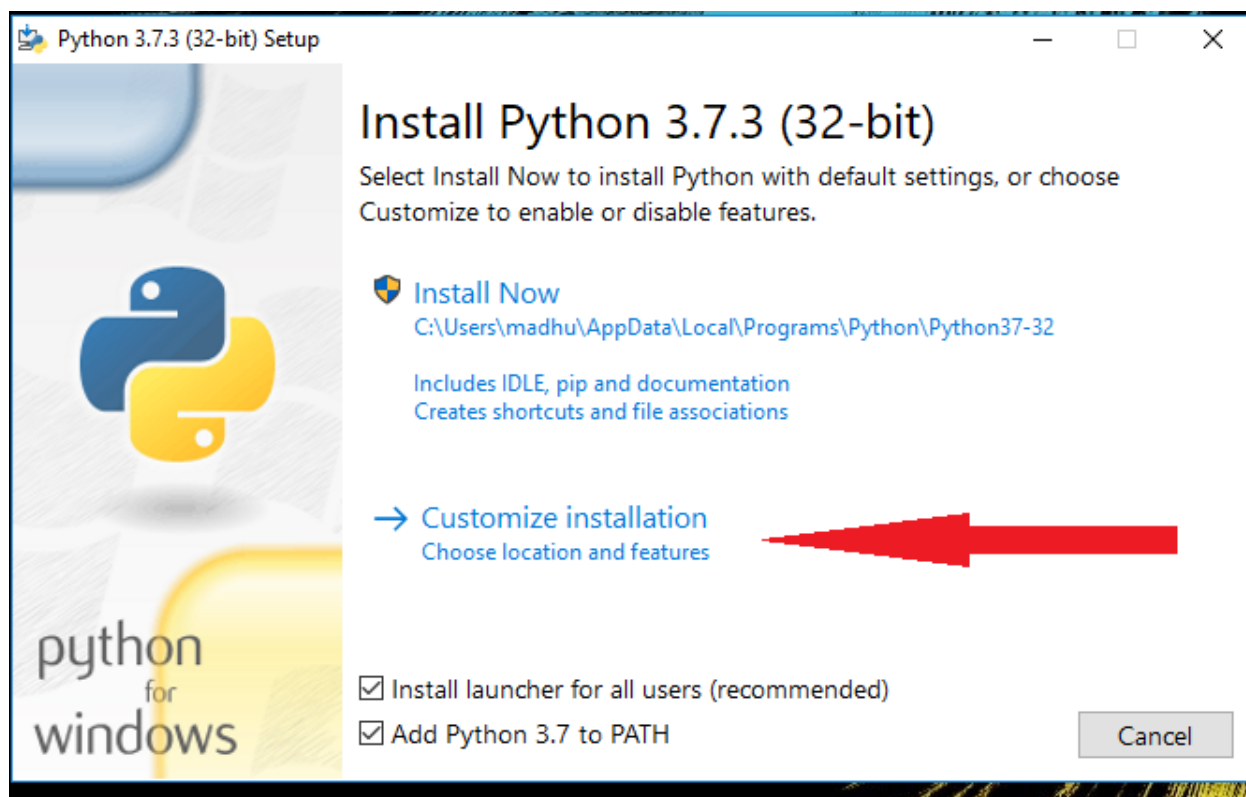 Python 3.7.3 (32-bit) Setup
Install Python 3.7.3 (32-bit)
Select Install Now to install Python with default settings, or choose
Customize to enable or disable features.
Install Now
C:\Users\madhu\AppData\Local\Programs\Python\Python37-32
Includes IDLE, pip and documentation
Creates shortcuts and file associations
Customize installation
Choose location and features
python
for
windows
Install launcher for all users (recommended)
Add Python 3.7 to PATH
Cancel